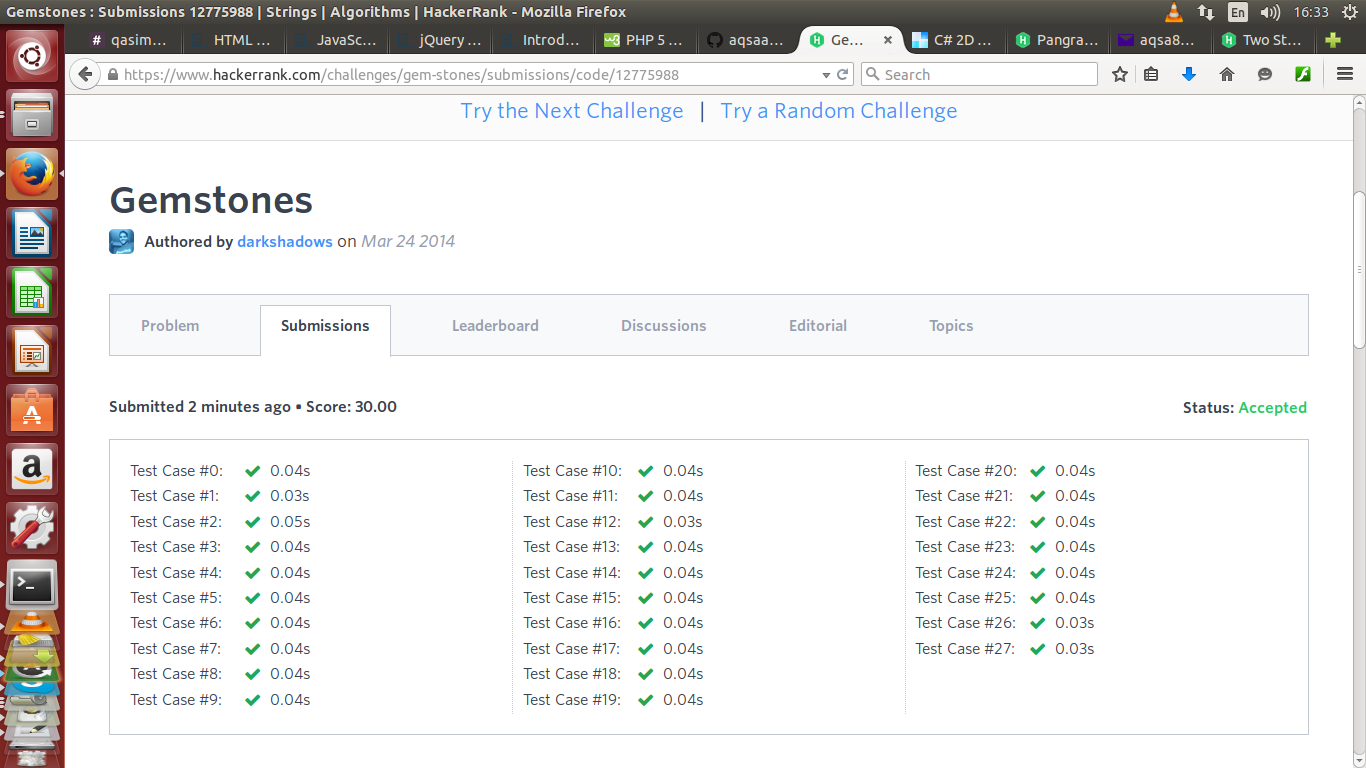 Gemstones : Submissions 12775988 | Strings | Algorithms | HackerRank - Mozilla Firefox
En 16:33
# qasim... HTML ... JavaSc... jQuery ... Introd... PHP 5 ... aqsaa... Ge... C# 2D ... Pangra... aqsa8... Two St...
https://www.hackerrank.com/challenges/gem-stones/submissions/code/12775988 Search
Try the Next Challenge | Try a Random Challenge
Gemstones
Authored by darkshadows on Mar 24 2014
Problem Submissions Leaderboard Discussions Editorial Topics
Submitted 2 minutes ago • Score: 30.00 Status: Accepted
Test Case #0: 0.04s Test Case #10: 0.04s Test Case #20: 0.04s
Test Case #1: 0.03s Test Case #11: 0.04s Test Case #21: 0.04s
Test Case #2: 0.05s Test Case #12: 0.03s Test Case #22: 0.04s
Test Case #3: 0.04s Test Case #13: 0.04s Test Case #23: 0.04s
Test Case #4: 0.04s Test Case #14: 0.04s Test Case #24: 0.04s
Test Case #5: 0.04s Test Case #15: 0.04s Test Case #25: 0.04s
Test Case #6: 0.04s Test Case #16: 0.04s Test Case #26: 0.03s
Test Case #7: 0.04s Test Case #17: 0.04s Test Case #27: 0.03s
Test Case #8: 0.04s Test Case #18: 0.04s
Test Case #9: 0.04s Test Case #19: 0.04s